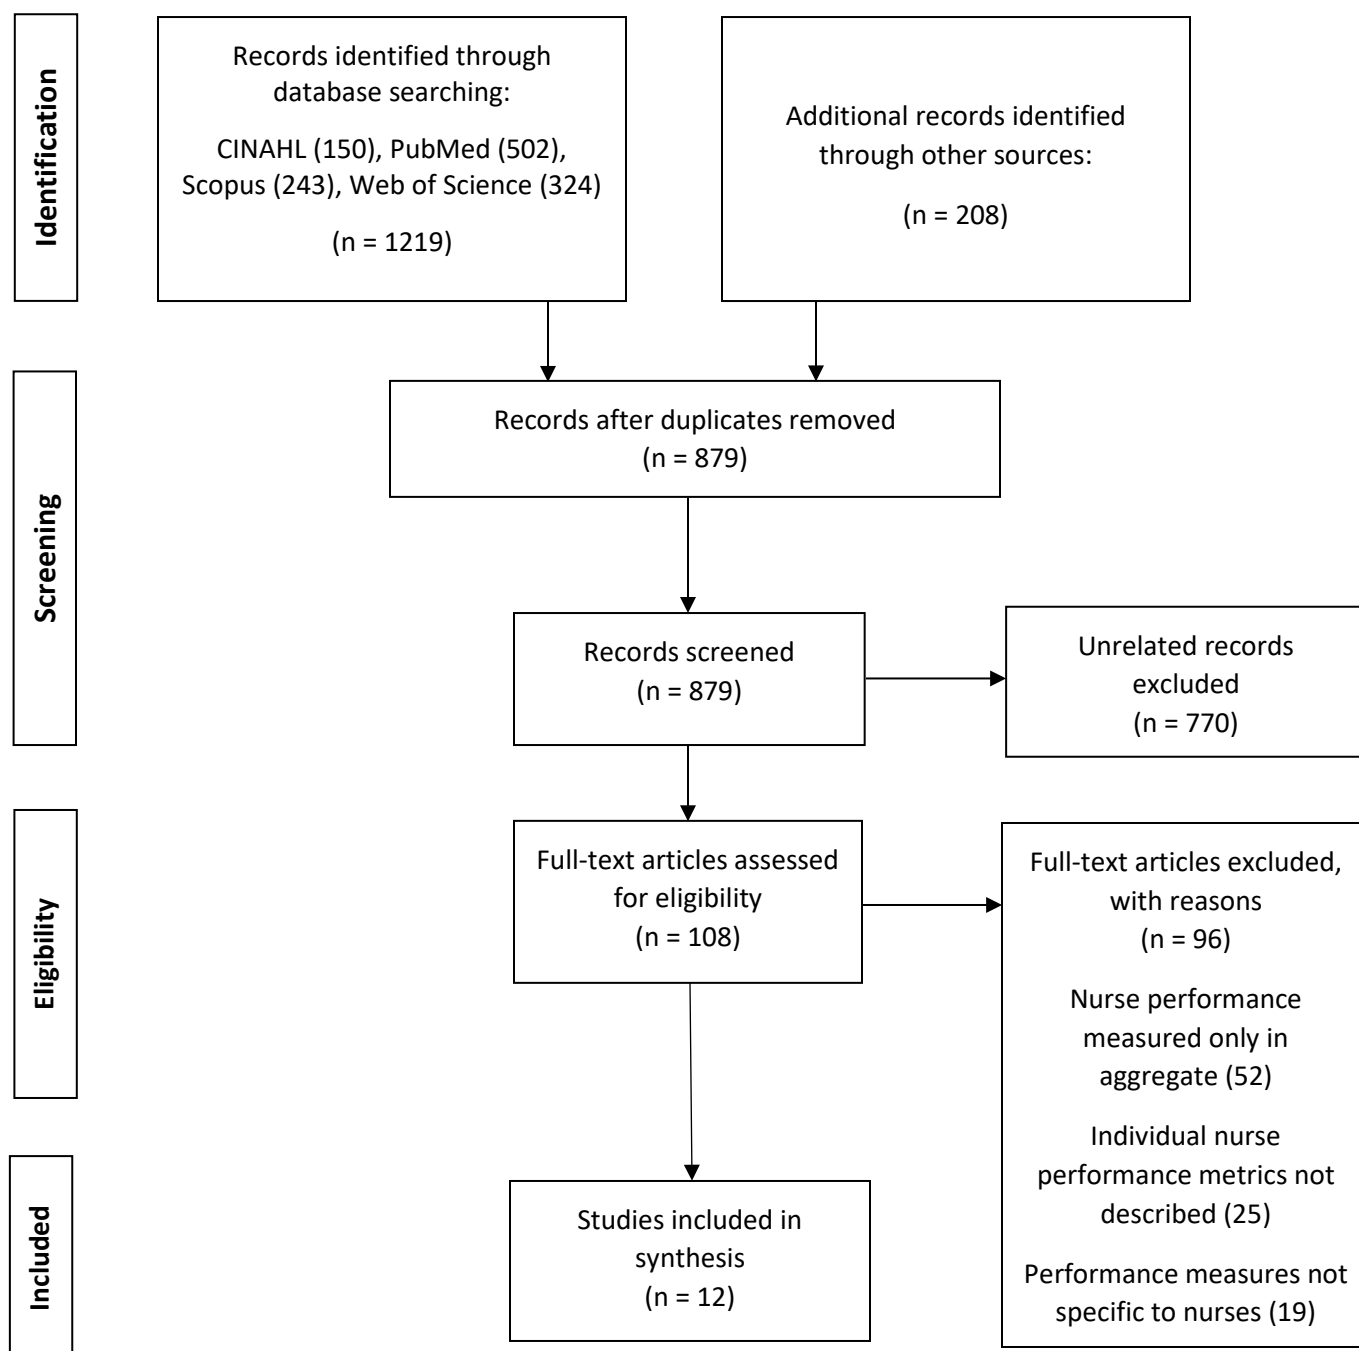 Identification
Records identified through
database searching:
CINAHL (150), PubMed (502),
Scopus (243), Web of Science (324)
(n = 1219)
Additional records identified
through other sources:
(n = 208)
Screening
Records after duplicates removed
(n = 879)
Records screened
(n = 879)
Unrelated records
excluded
(n = 770)
Eligibility
Full-text articles assessed
for eligibility
(n = 108)
Full-text articles excluded,
with reasons
(n = 96)
Nurse performance
measured only in
aggregate (52)
Individual nurse
performance metrics not
described (25)
Performance measures not
specific to nurses (19)
Included
Studies included in
synthesis
(n = 12)